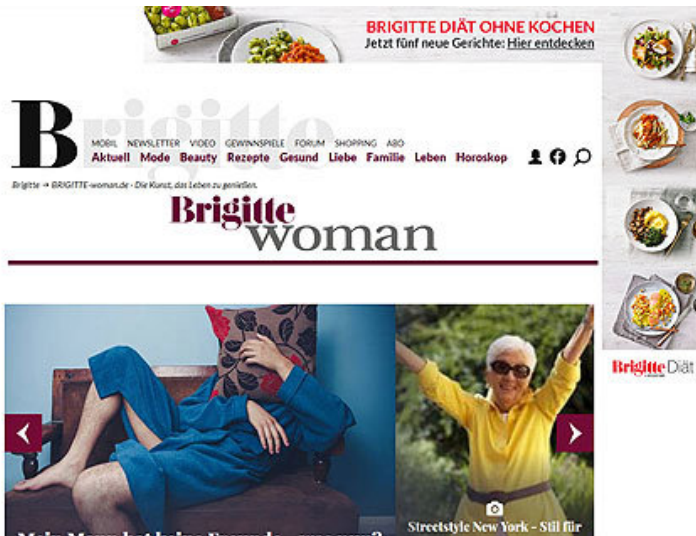 BRIGITTE DIÄT OHNE KOCHEN
Jetzt fünf neue Gerichte: Hier entdecken
Brigitte
MOBIL NEWSLETTER VIDEO GEWINNSPIELE FORUM SHOPPING ABO
Aktuell Mode Beauty Rezepte Gesund Liebe Familie Leben Horoskop
Brigitte → BRIGITTE-woman.de - Die Kunst, das Leben zu genießen.
Brigitte
woman
Brigitte Diät
Streetstyle New York – Stil für